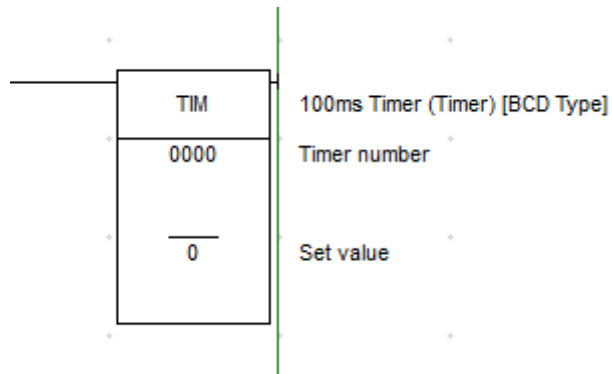 TIM 100ms Timer (Timer) [BCD Type]
0000 Timer number
0 Set value